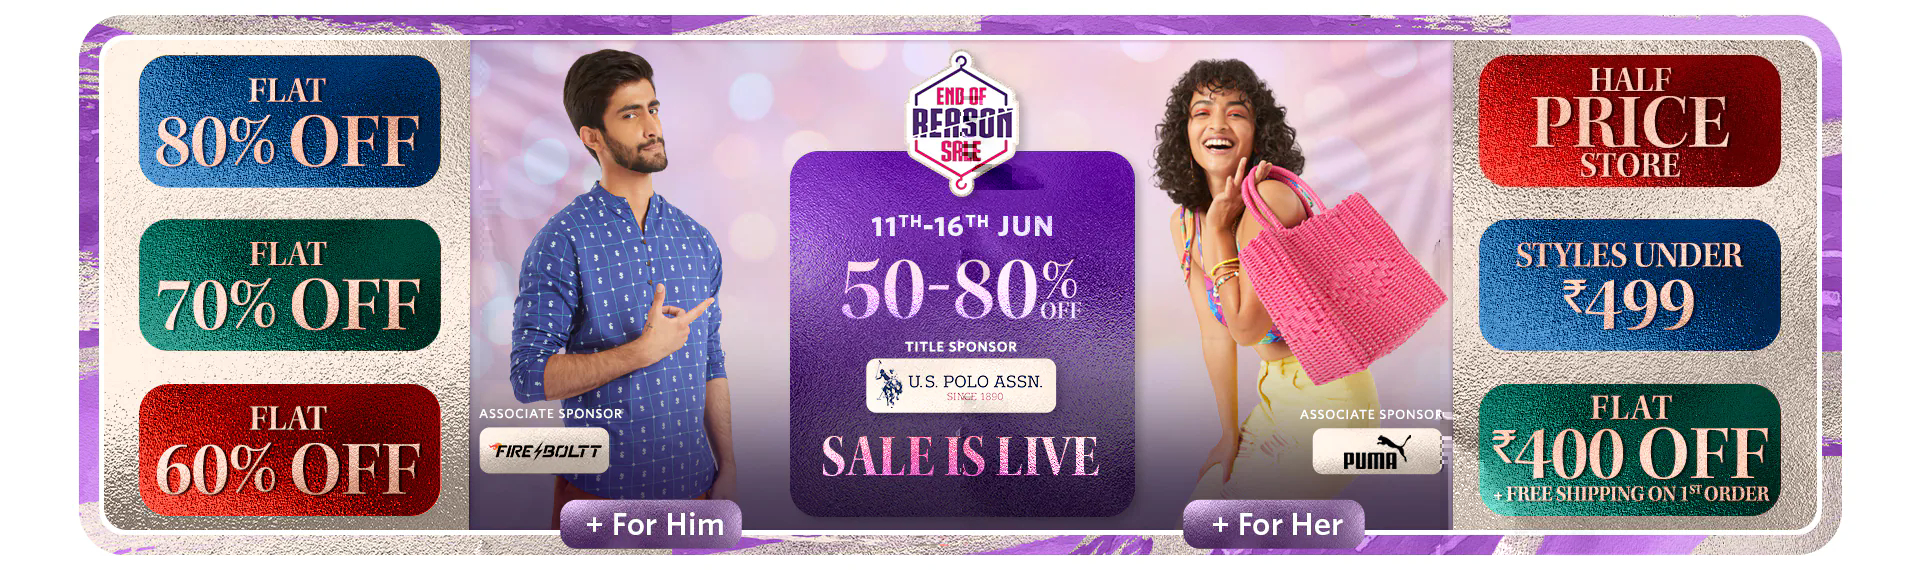 FLAT
80% OFF
FLAT
70% OFF
FLAT
60% OFF
ASSOCIATE SPONSOR
FIRE BOLTT
+ For Him
END OF
REASON
SALE
11TH-16TH JUN
50-80% OFF
TITLE SPONSOR
U.S. POLO ASSN.
SINCE 1890
SALE IS LIVE
ASSOCIATE SPONSOR
PUMA
+ For Her
HALF
PRICE
STORE
STYLES UNDER
₹499
FLAT
₹400 OFF
+ FREE SHIPPING ON 1ST ORDER